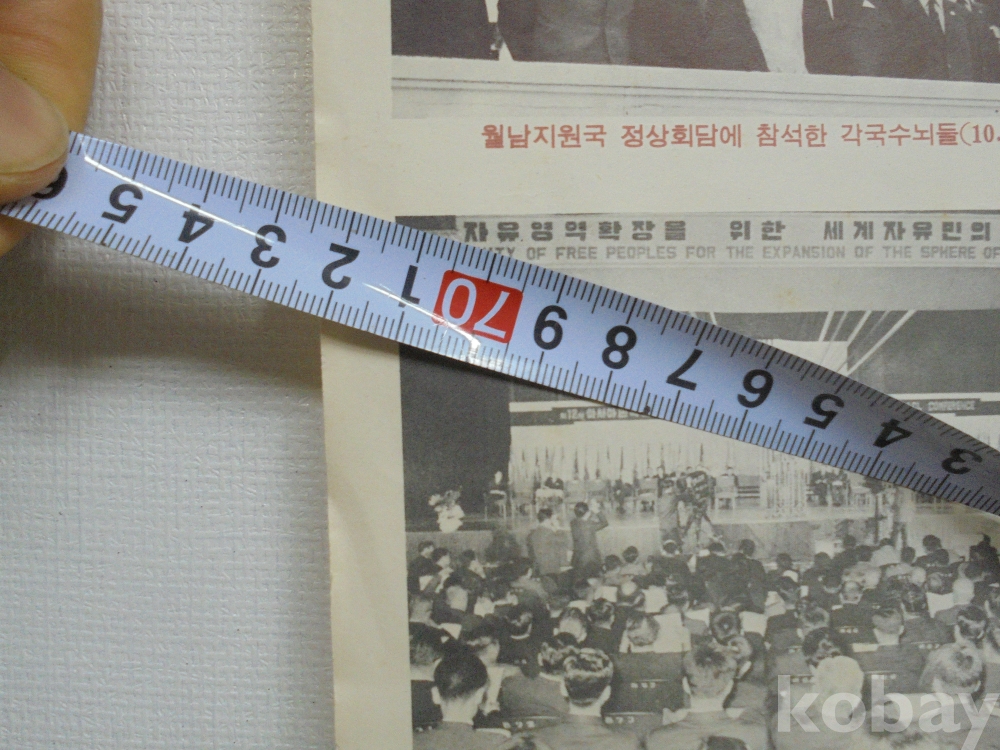 월남지원국 정상회담에 참석한 각국수뇌들(10.
자유영역확장을 위한 세계자유민의
TY OF FREE PEOPLES FOR THE EXPANSION OF THE SPHERE OF
CONFERENCE
6 5 4 3 2 1 70 9 8 7 6 5 4 3
kobay